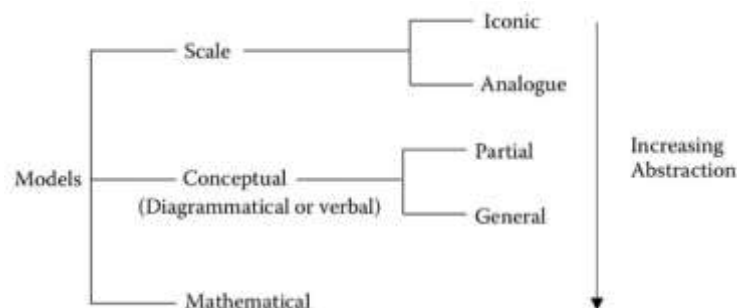 Iconic
Scale
Analogue
Partial
Increasing
Abstraction
Models
Conceptual
(Diagrammatical or verbal)
General
Mathematical